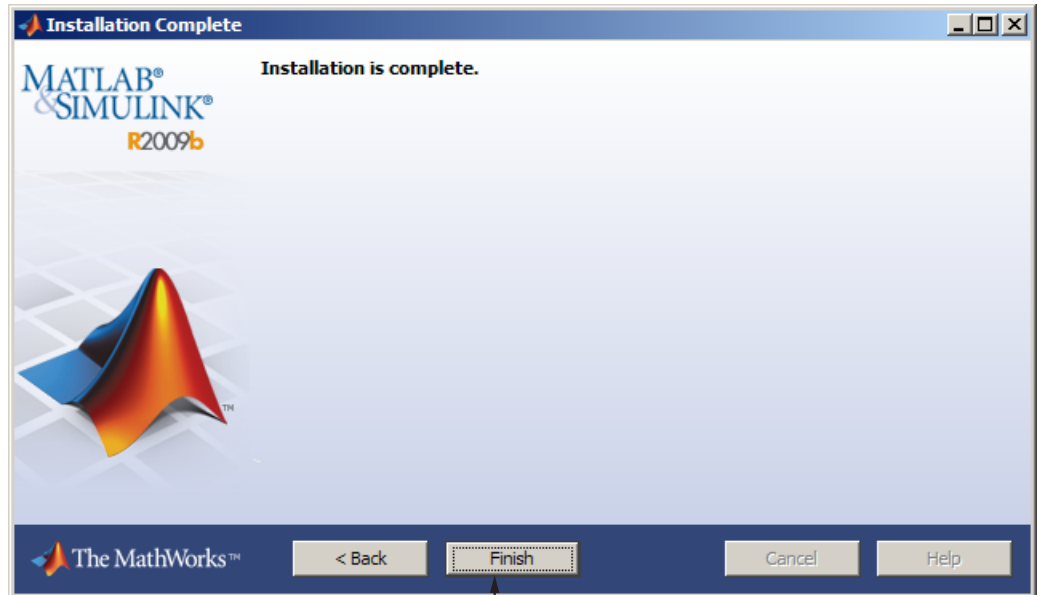 Installation Complete
MATLAB®
&SIMULINK®
R2009b
Installation is complete.
TM
The MathWorks™
< Back
Finish
Cancel
Help